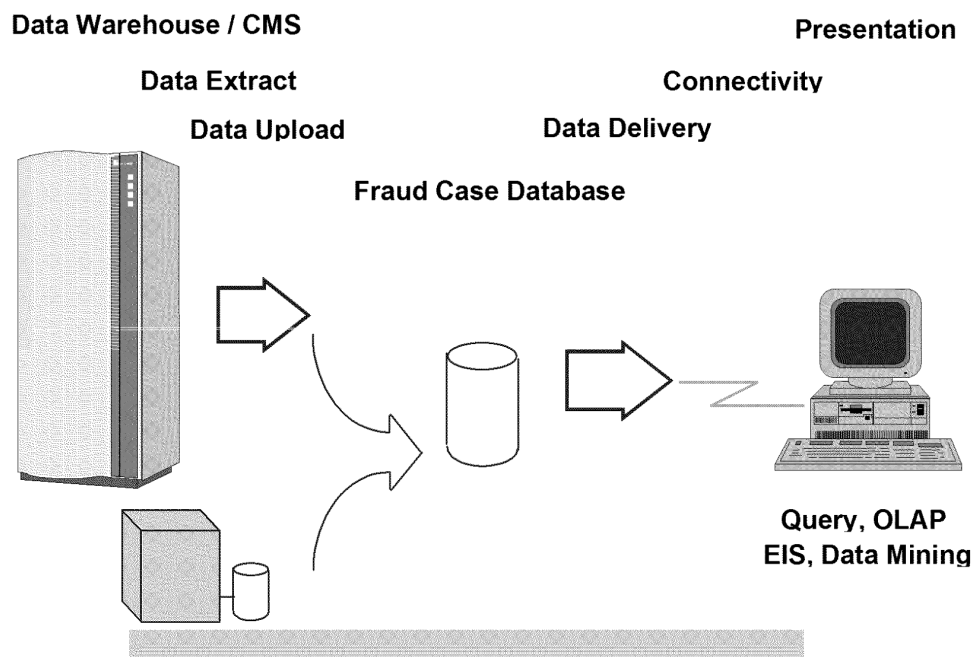 Data Warehouse / CMS
Presentation
Data Extract
Connectivity
Data Upload
Data Delivery
Fraud Case Database
Query, OLAP
EIS, Data Mining